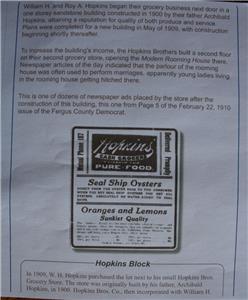 William H. and Roy A. Hopkins began their grocery business next door in a
one storey sandstone building constructed in 1900 by their father Archibald
Hopkins, attaining a reputation for quality of both produce and service.
Plans were completed for a new building in May of 1909, with construction
beginning shortly thereafter.
To increase the building's income, the Hopkins Brothers built a second floor
on their second grocery store, opening the Modern Rooming House there.
Newspaper articles of the day indicated that the parlour of the rooming
house was often used to perform marriages, apparently young ladies living
in the rooming house getting hitched there.
This is one of dozens of newspaper ads placed by the store after the
construction of this building, this one from Page 5 of the February 22, 1910
issue of the Fergus County Democrat.
Hopkins
CASH GROCER
PURE-FOOD
Seal Ship Oysters
Oranges and Lemons
Sunkist Quality
Hopkins Block
In 1909, W. H. Hopkins purchased the lot next to his small Hopkins Bros.
Grocery Store. The store was originally built by his father, Archibald
Hopkins, in 1900. Hopkins Bros. Co., then incorporated with William H.